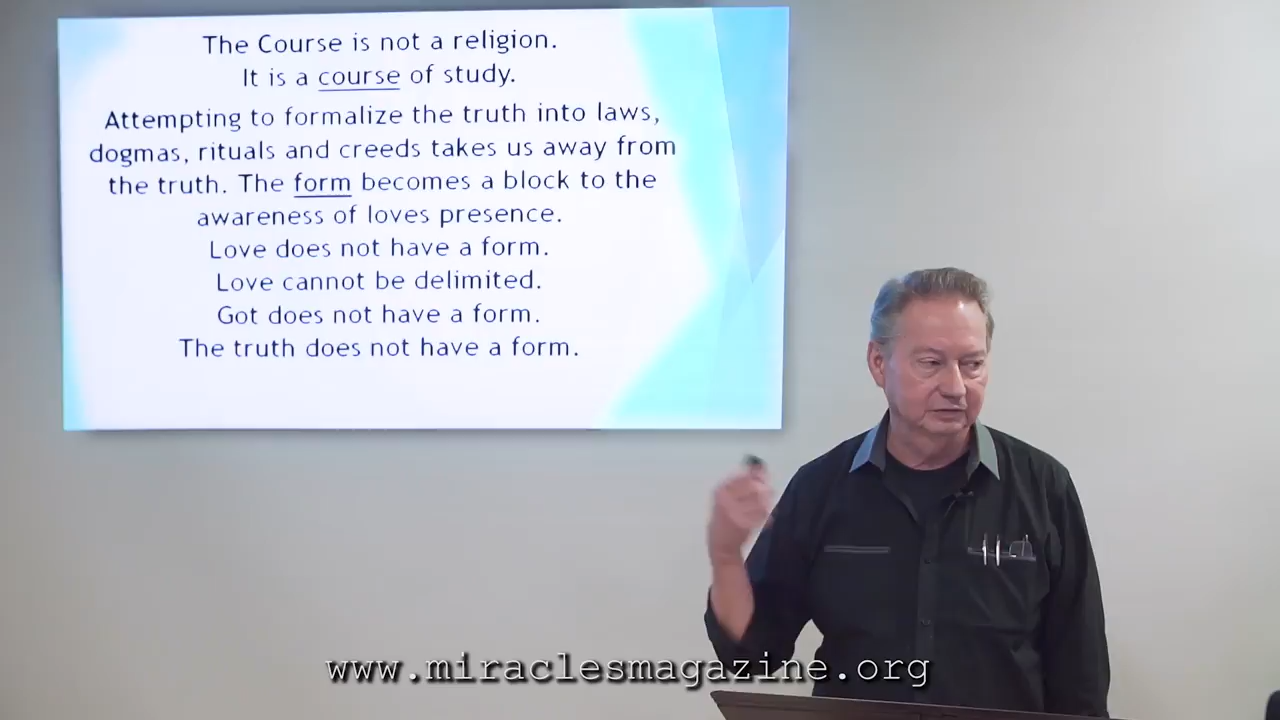 The Course is not a religion.
It is a course of study.
Attempting to formalize the truth into laws,
dogmas, rituals and creeds takes us away from
the truth. The form becomes a block to the
awareness of loves presence.
Love does not have a form.
Love cannot be delimited.
Got does not have a form.
The truth does not have a form.
www.miraclesmagazine.org